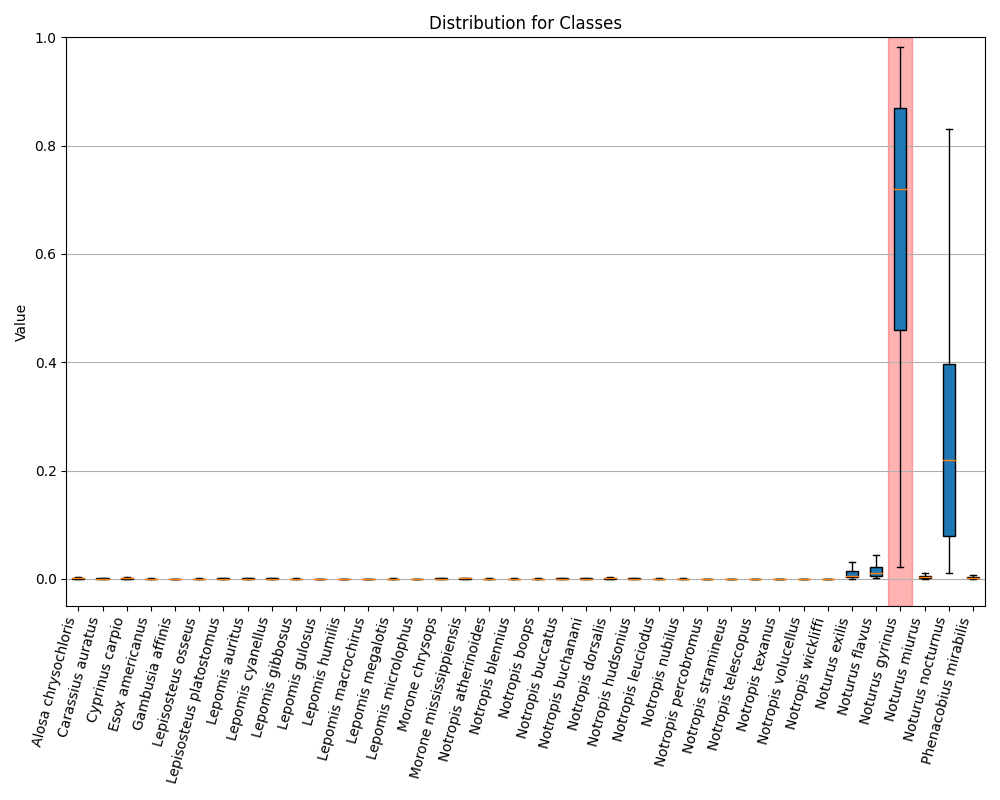 Distribution for Classes
Value
1.0
0.8
0.6
0.4
0.2
0.0
Alosa chrysochloris
Carassius auratus
Cyprinus carpio
Esox americanus
Gambusia affinis
Lepisosteus osseus
Lepisosteus platostomus
Lepomis auritus
Lepomis cyanellus
Lepomis gibbosus
Lepomis gulosus
Lepomis humilis
Lepomis macrochirus
Lepomis megalotis
Lepomis microlophus
Morone chrysops
Morone mississippiensis
Notropis atherinoides
Notropis blennius
Notropis boops
Notropis buccatus
Notropis buchanani
Notropis dorsalis
Notropis hudsonius
Notropis leuciodus
Notropis nubilus
Notropis percobromus
Notropis stramineus
Notropis telescopus
Notropis texanus
Notropis volucellus
Notropis wickliffi
Noturus exilis
Noturus flavus
Noturus gyrinus
Noturus miurus
Noturus nocturnus
Phenacobius mirabilis